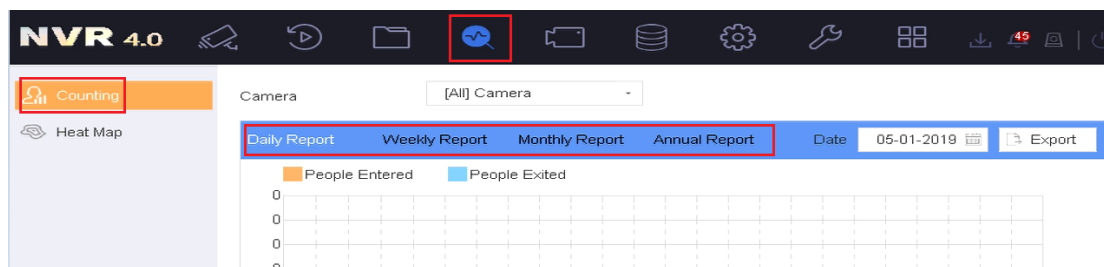 NVR 4.0
45
Counting
Heat Map
Camera [All] Camera
Daily Report Weekly Report Monthly Report Annual Report Date 05-01-2019 Export
People Entered People Exited
0
0
0
0